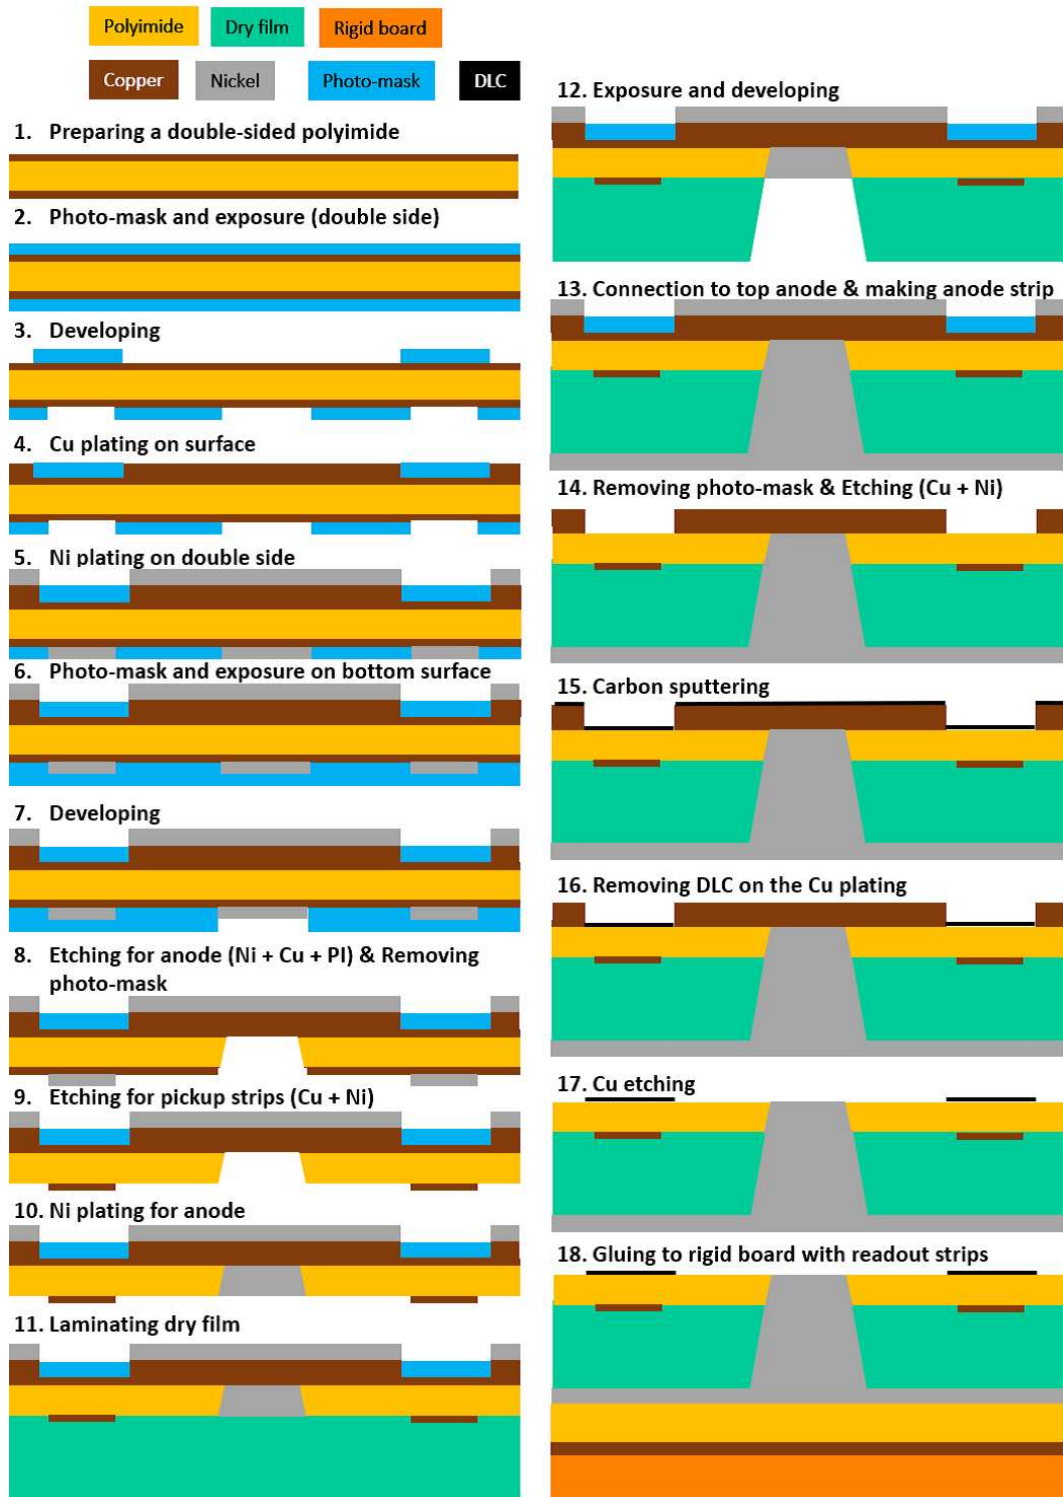 Polyimide Dry film Rigid board
Copper Nickel Photo-mask DLC
1. Preparing a double-sided polyimide
2. Photo-mask and exposure (double side)
3. Developing
4. Cu plating on surface
5. Ni plating on double side
6. Photo-mask and exposure on bottom surface
7. Developing
8. Etching for anode (Ni + Cu + PI) & Removing
photo-mask
9. Etching for pickup strips (Cu + Ni)
10. Ni plating for anode
11. Laminating dry film
12. Exposure and developing
13. Connection to top anode & making anode strip
14. Removing photo-mask & Etching (Cu + Ni)
15. Carbon sputtering
16. Removing DLC on the Cu plating
17. Cu etching
18. Gluing to rigid board with readout strips